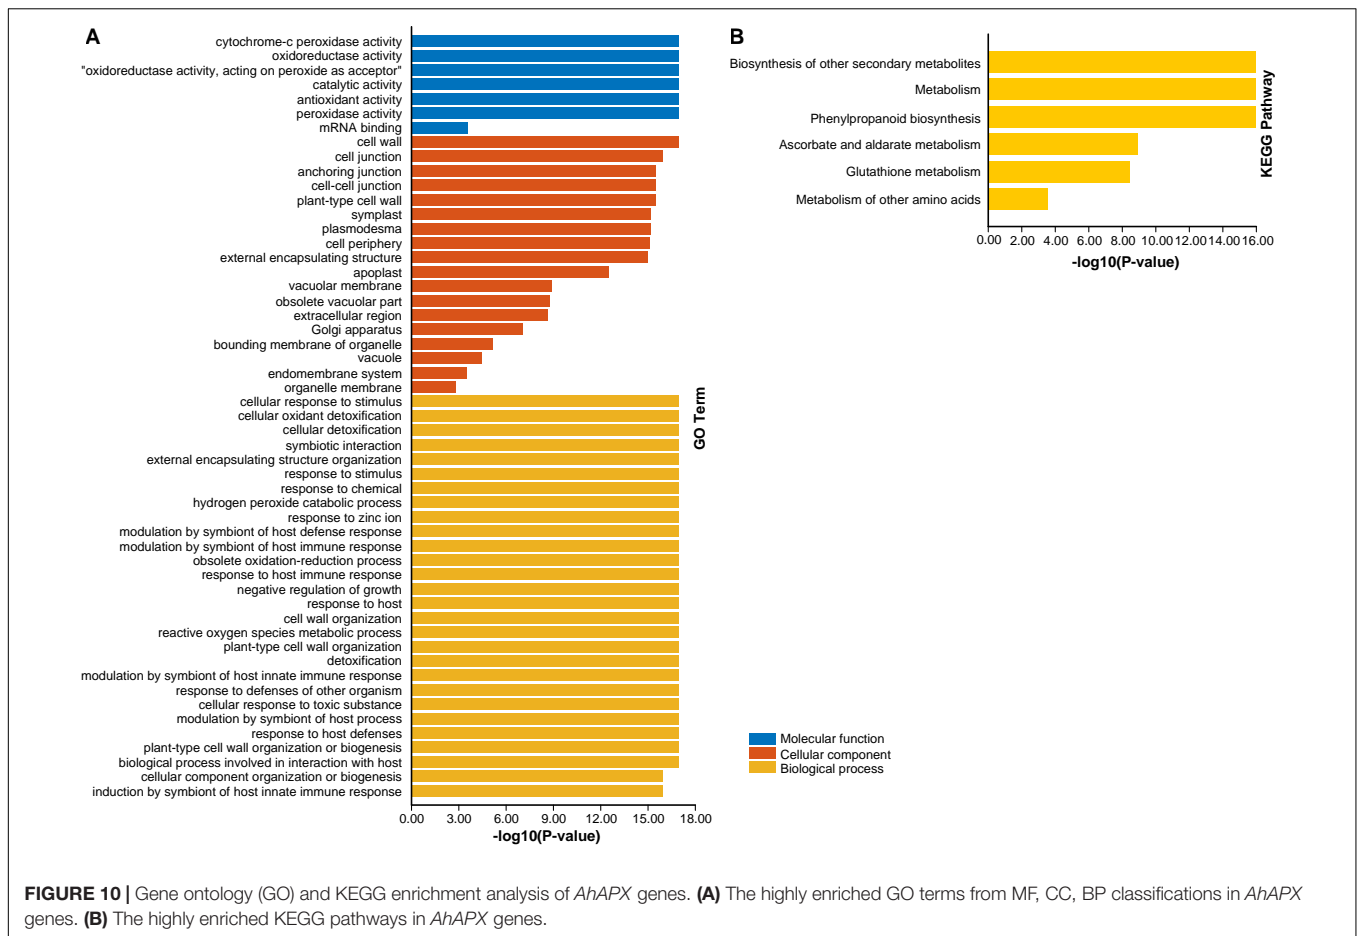 A
cytochrome-c peroxidase activity
oxidoreductase activity
"oxidoreductase activity, acting on peroxide as acceptor"
catalytic activity
antioxidant activity
peroxidase activity
mRNA binding
cell wall
cell junction
anchoring junction
cell-cell junction
plant-type cell wall
symplast
plasmodesma
cell periphery
external encapsulating structure
apoplast
vacuolar membrane
obsolete vacuolar part
extracellular region
Golgi apparatus
bounding membrane of organelle
vacuole
endomembrane system
organelle membrane
cellular response to stimulus
cellular oxidant detoxification
cellular detoxification
symbiotic interaction
external encapsulating structure organization
response to stimulus
response to chemical
hydrogen peroxide catabolic process
response to zinc ion
modulation by symbiont of host defense response
modulation by symbiont of host immune response
obsolete oxidation-reduction process
response to host immune response
negative regulation of growth
response to host
cell wall organization
reactive oxygen species metabolic process
plant-type cell wall organization
detoxification
modulation by symbiont of host innate immune response
response to defenses of other organism
cellular response to toxic substance
modulation by symbiont of host process
response to host defenses
plant-type cell wall organization or biogenesis
biological process involved in interaction with host
cellular component organization or biogenesis
induction by symbiont of host innate immune response
0.00 3.00 6.00 9.00 12.00 15.00 18.00
-log10(P-value)
GO Term
B
Biosynthesis of other secondary metabolites
Metabolism
Phenylpropanoid biosynthesis
Ascorbate and aldarate metabolism
Glutathione metabolism
Metabolism of other amino acids
0.00 2.00 4.00 6.00 8.00 10.00 12.00 14.00 16.00
-log10(P-value)
KEGG Pathway
Molecular function
Cellular component
Biological process
FIGURE 10 | Gene ontology (GO) and KEGG enrichment analysis of AhAPX genes. (A) The highly enriched GO terms from MF, CC, BP classifications in AhAPX
genes. (B) The highly enriched KEGG pathways in AhAPX genes.